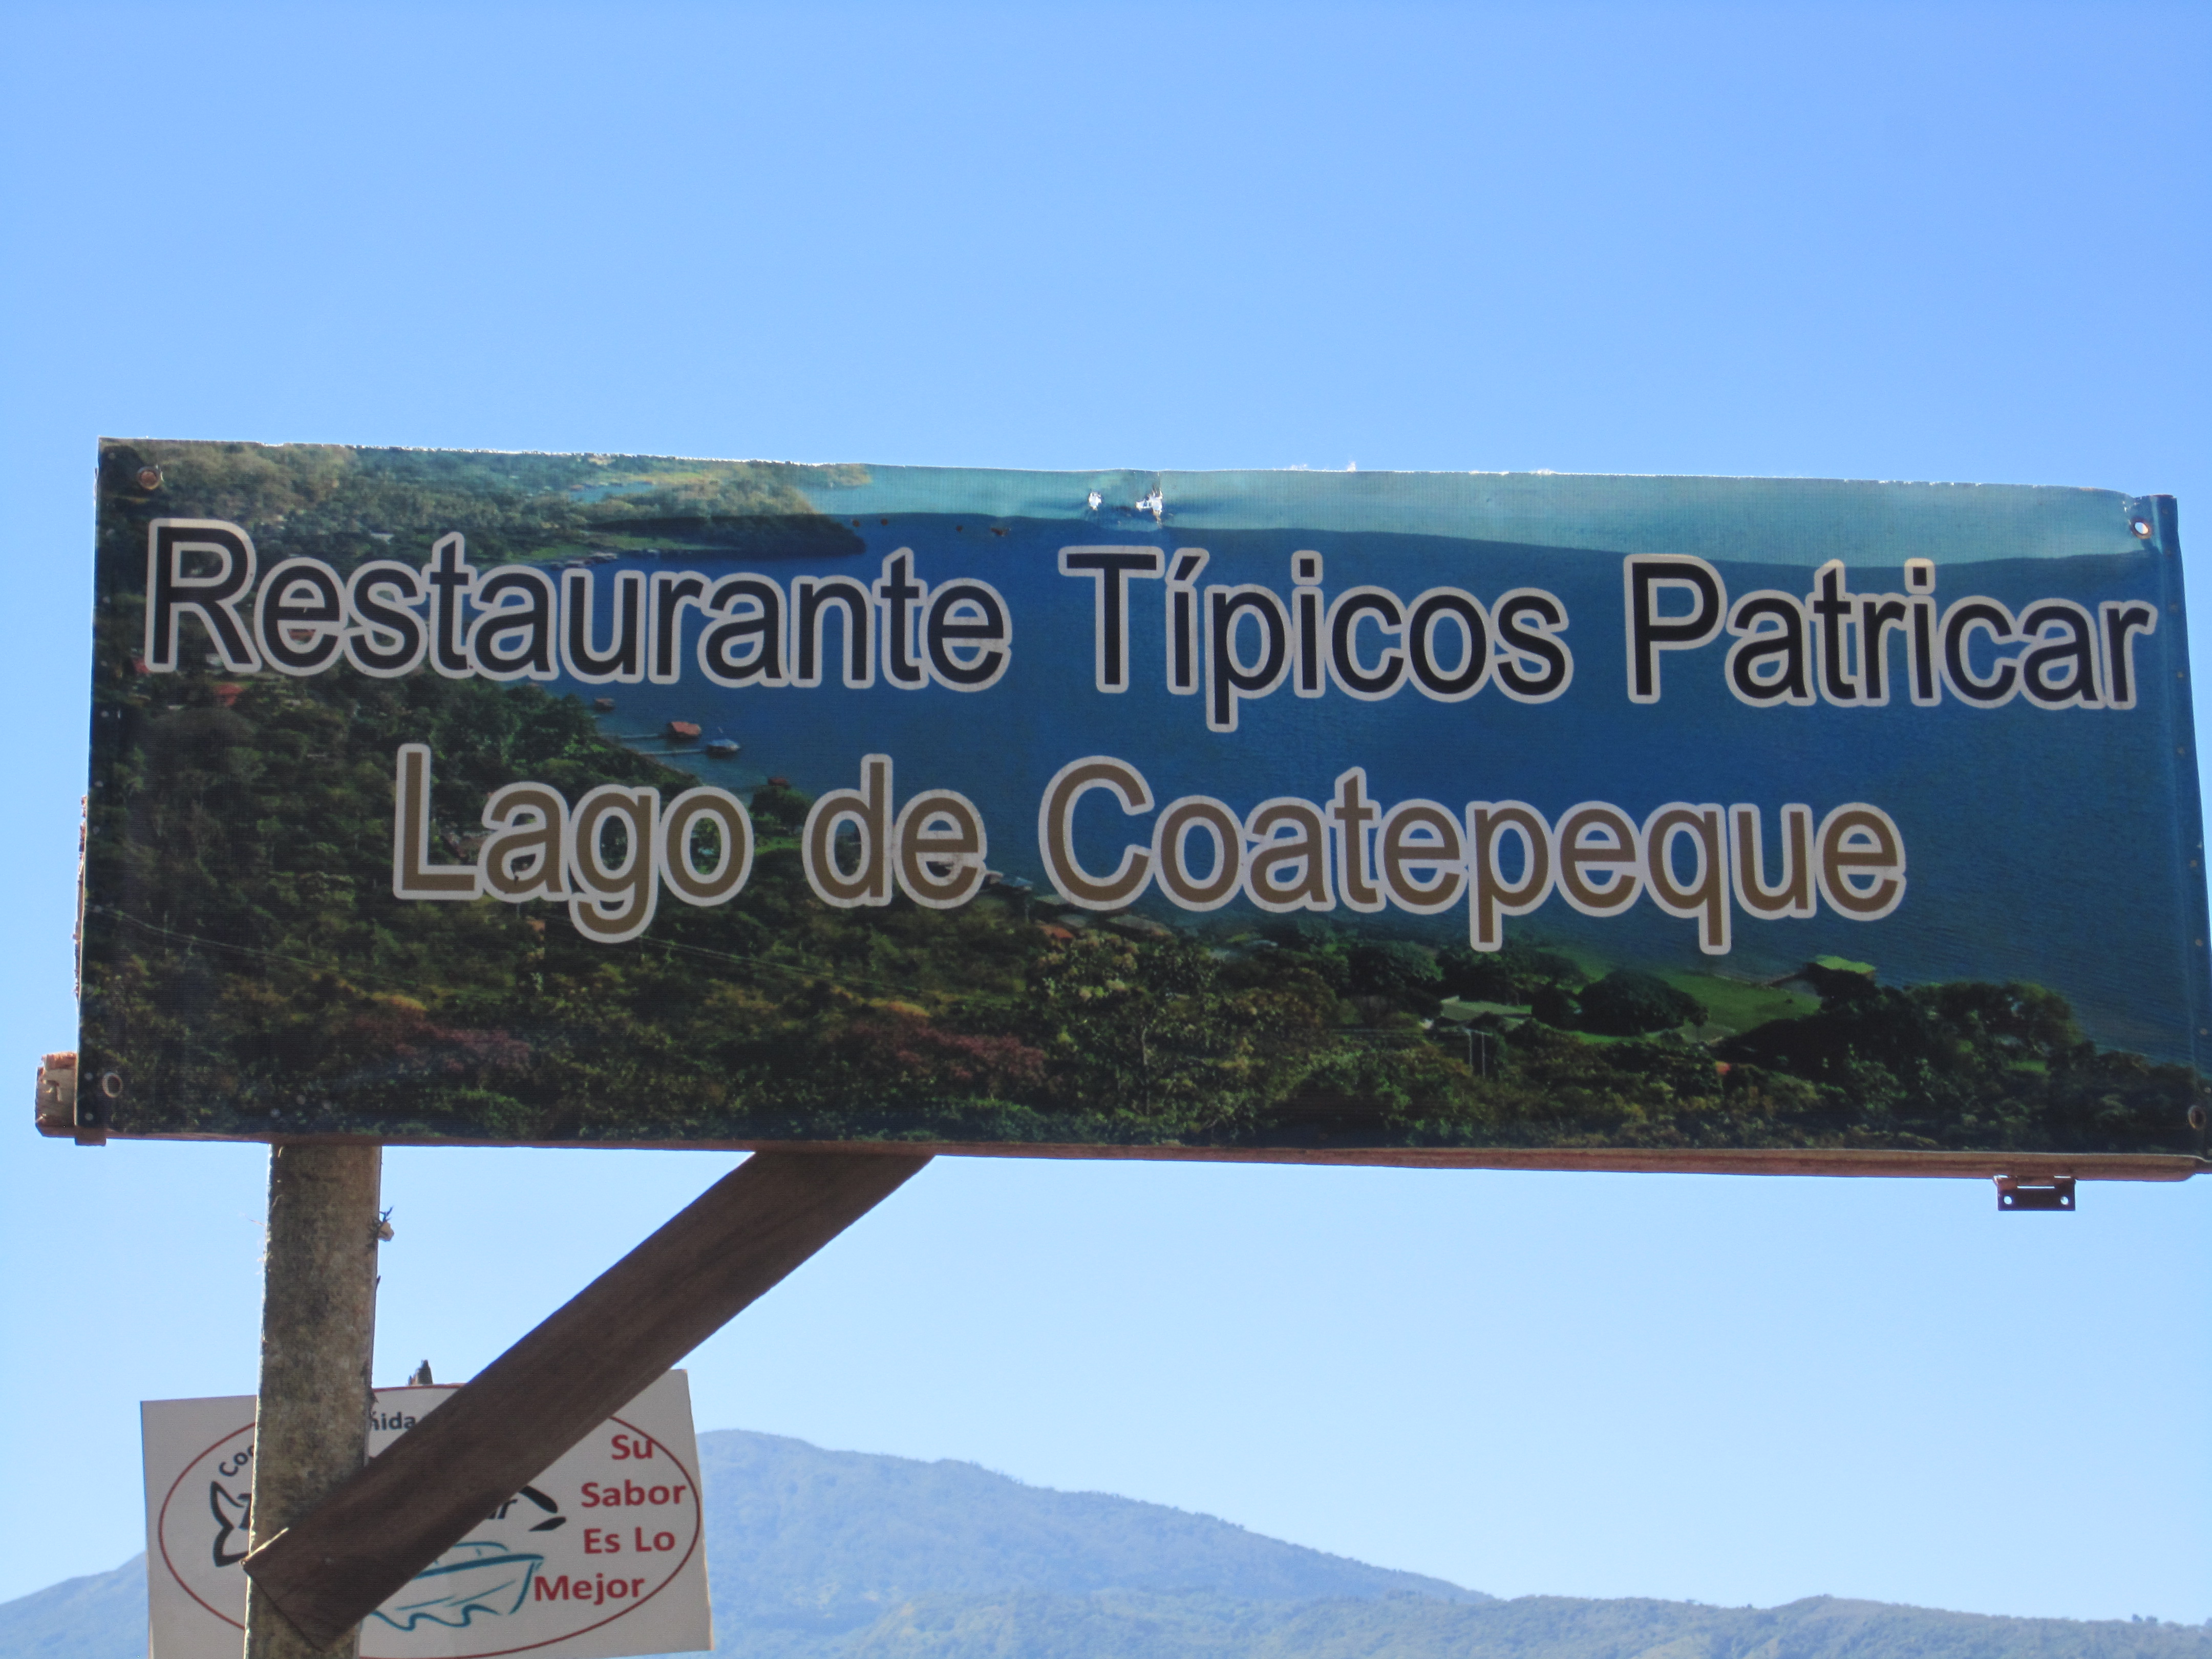 Restaurante Típicos Patricar
Lago de Coatepeque
Su
Sabor
Es Lo
Mejor